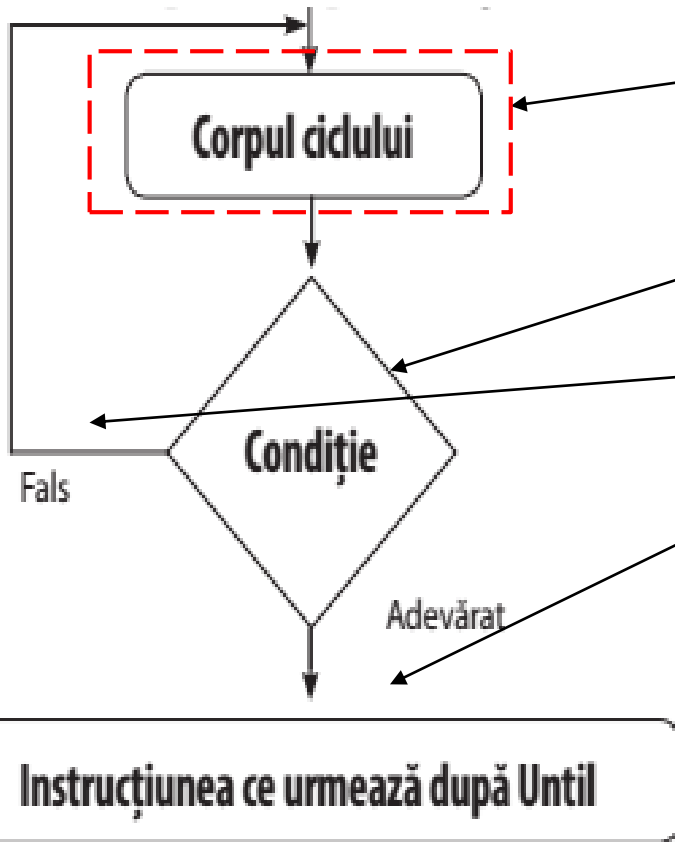 Corpul ciclului
Condiție
Fals
Adevărat
Instrucțiunea ce urmează după Until